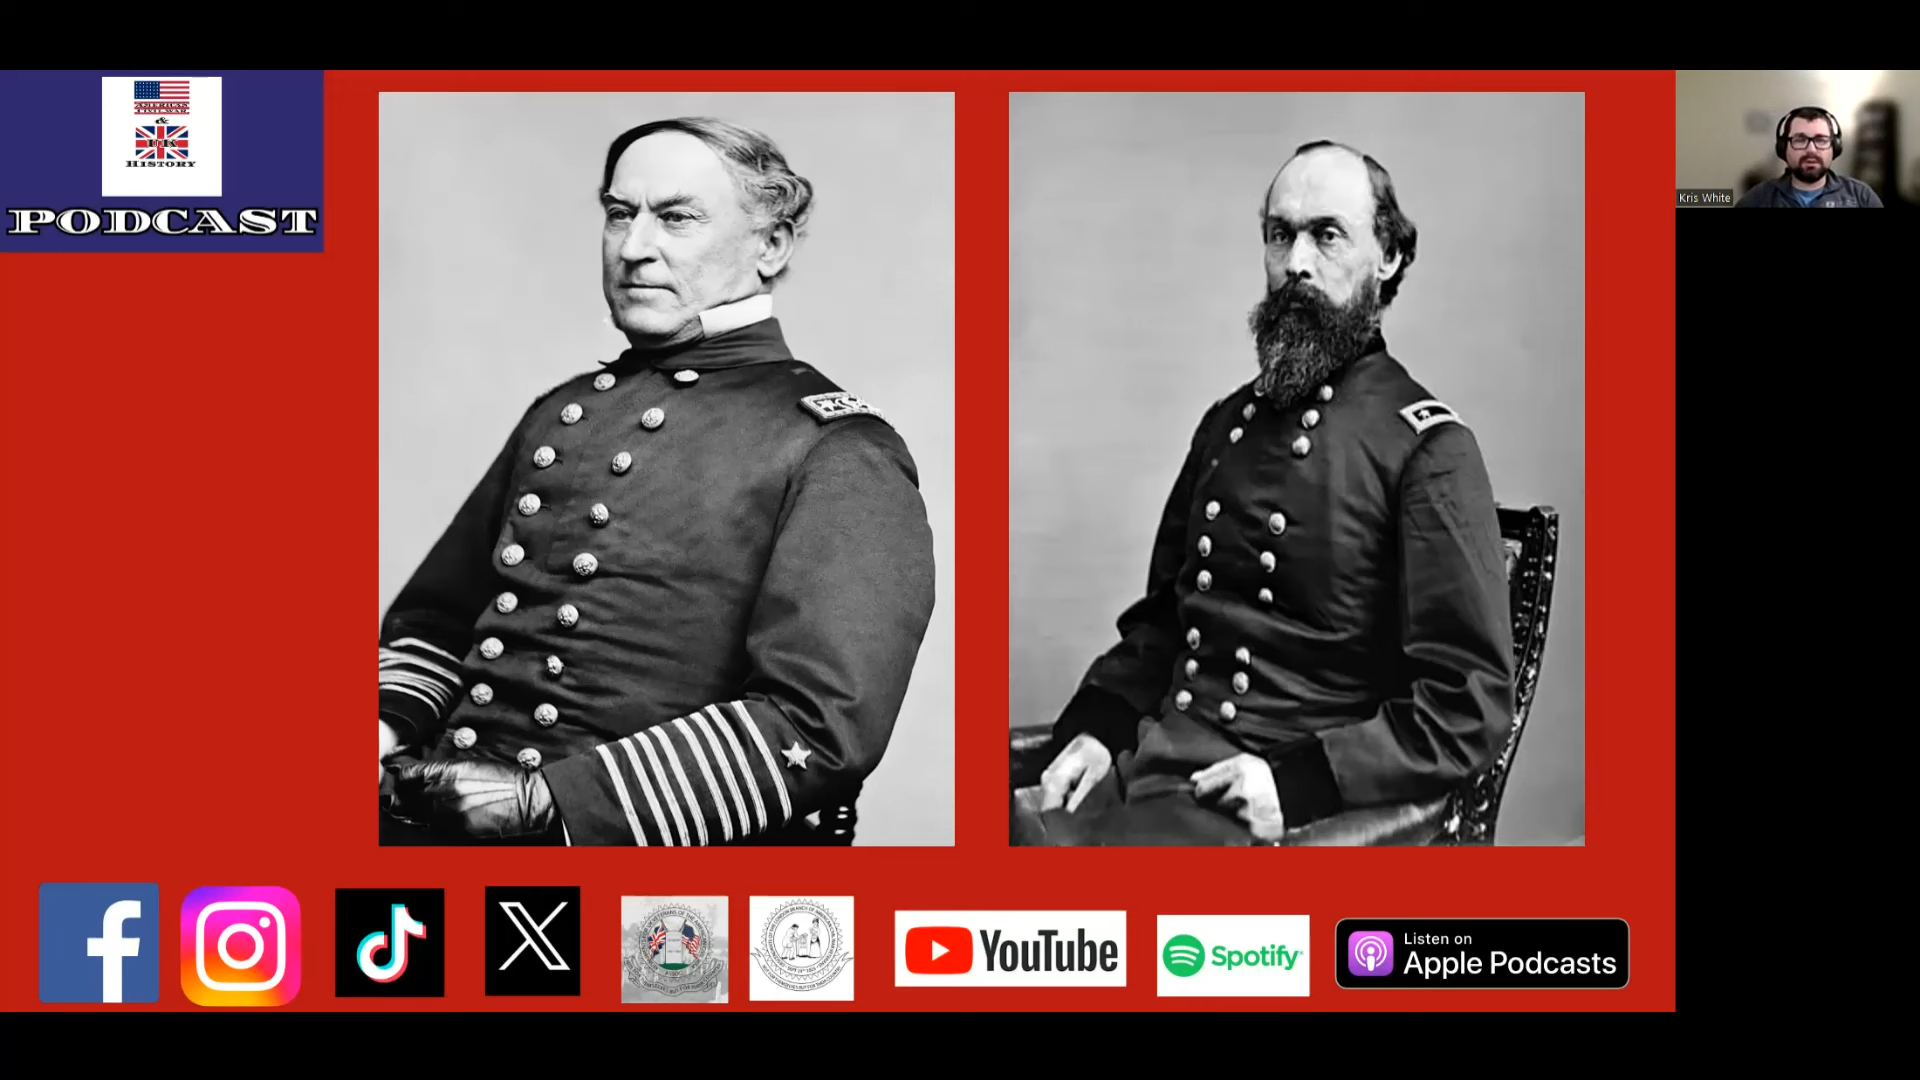 AMERICAN
CIVIL WAR
&
UK
HISTORY
PODCAST
Kris White
YouTube
Spotify
Listen on
Apple Podcasts